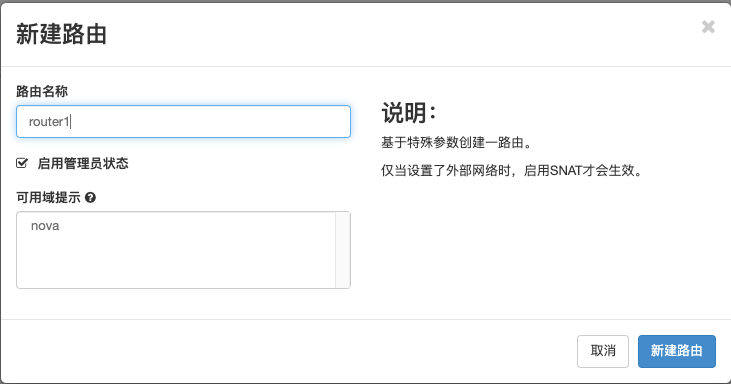 新建路由
路由名称
router1
启用管理员状态
可用域提示
nova
说明：
基于特殊参数创建一路由。
仅当设置了外部网络时，启用SNAT才会生效。
取消
新建路由